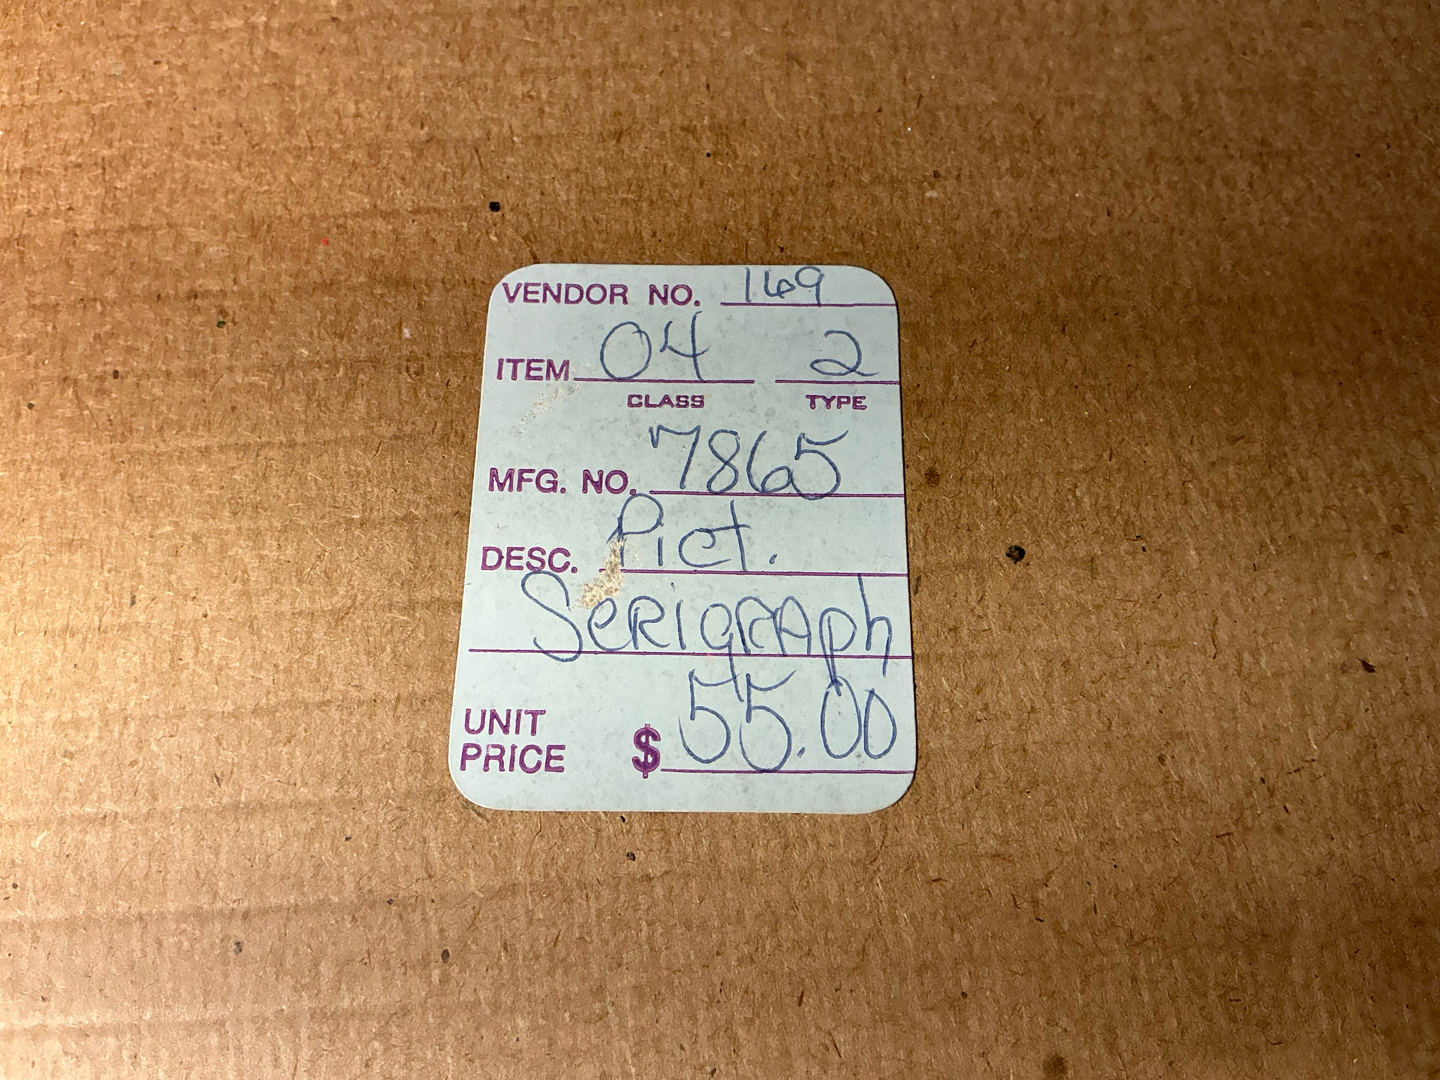 VENDOR NO. 169
ITEM 04 2
CLASS TYPE
MFG. NO. 7865
DESC. Pict.
SeRIgRAph
UNIT
PRICE $ 55.00